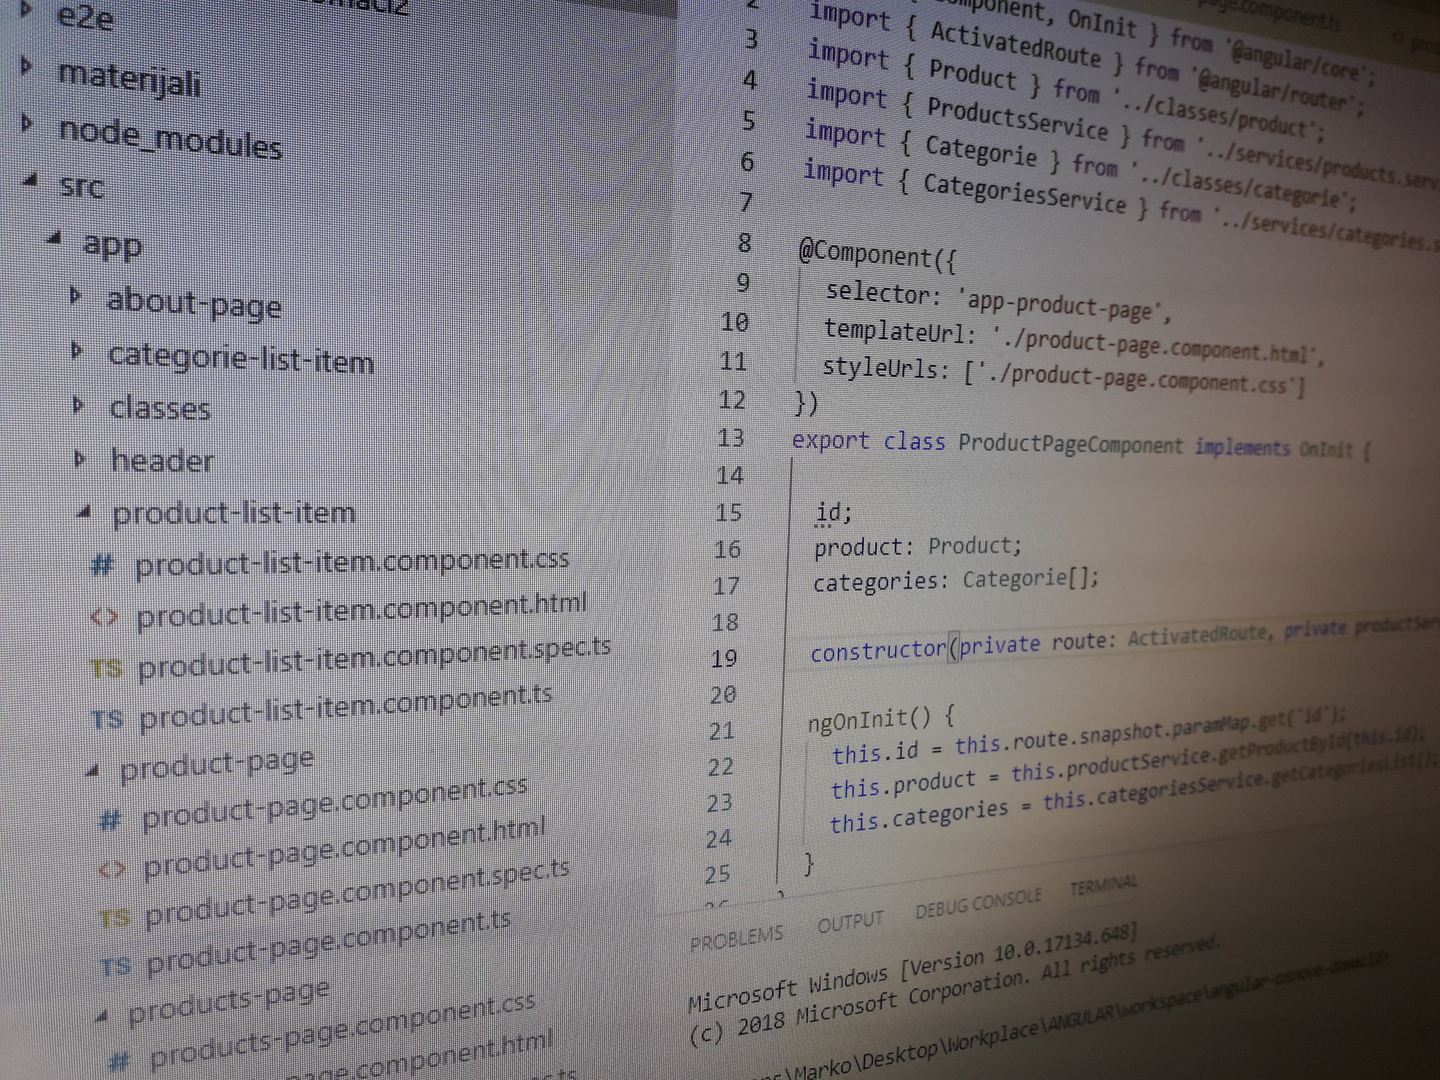 e2e
materijali
node_modules
src
app
about-page
categorie-list-item
classes
header
product-list-item
# product-list-item.component.css
<> product-list-item.component.html
TS product-list-item.component.spec.ts
TS product-list-item.component.ts
product-page
# product-page.component.css
<> product-page.component.html
TS product-page.component.spec.ts
TS product-page.component.ts
products-page
# products-page.component.css
page.component.html
OnInit } from '@angular/core';
2 import { ActivatedRoute } from '@angular/router';
3 import { Product } from '../classes/product';
4 import { ProductsService } from '../services/products.serv
5 import { Categorie } from '../classes/categorie';
6 import { CategoriesService } from '../services/categories.s
7
8 @Component({
9 selector: 'app-product-page',
10 templateUrl: './product-page.component.html',
11 styleUrls: ['./product-page.component.css']
12 })
13 export class ProductPageComponent implements OnInit {
14
15 id;
16 product: Product;
17 categories: Categorie[];
18
19 constructor(private route: ActivatedRoute, private productSer
20
21 ngOnInit() {
22 this.id = this.route.snapshot.paramMap.get('id');
23 this.product = this.productService.getProductById(this.id);
24 this.categories = this.categoriesService.getCategoriesList();
25 }
PROBLEMS OUTPUT DEBUG CONSOLE TERMINAL
Microsoft Windows [Version 10.0.17134.648]
(c) 2018 Microsoft Corporation. All rights reserved.
\Marko\Desktop\Workplace\ANGULAR\workspace\angular-osnove-domaci2>